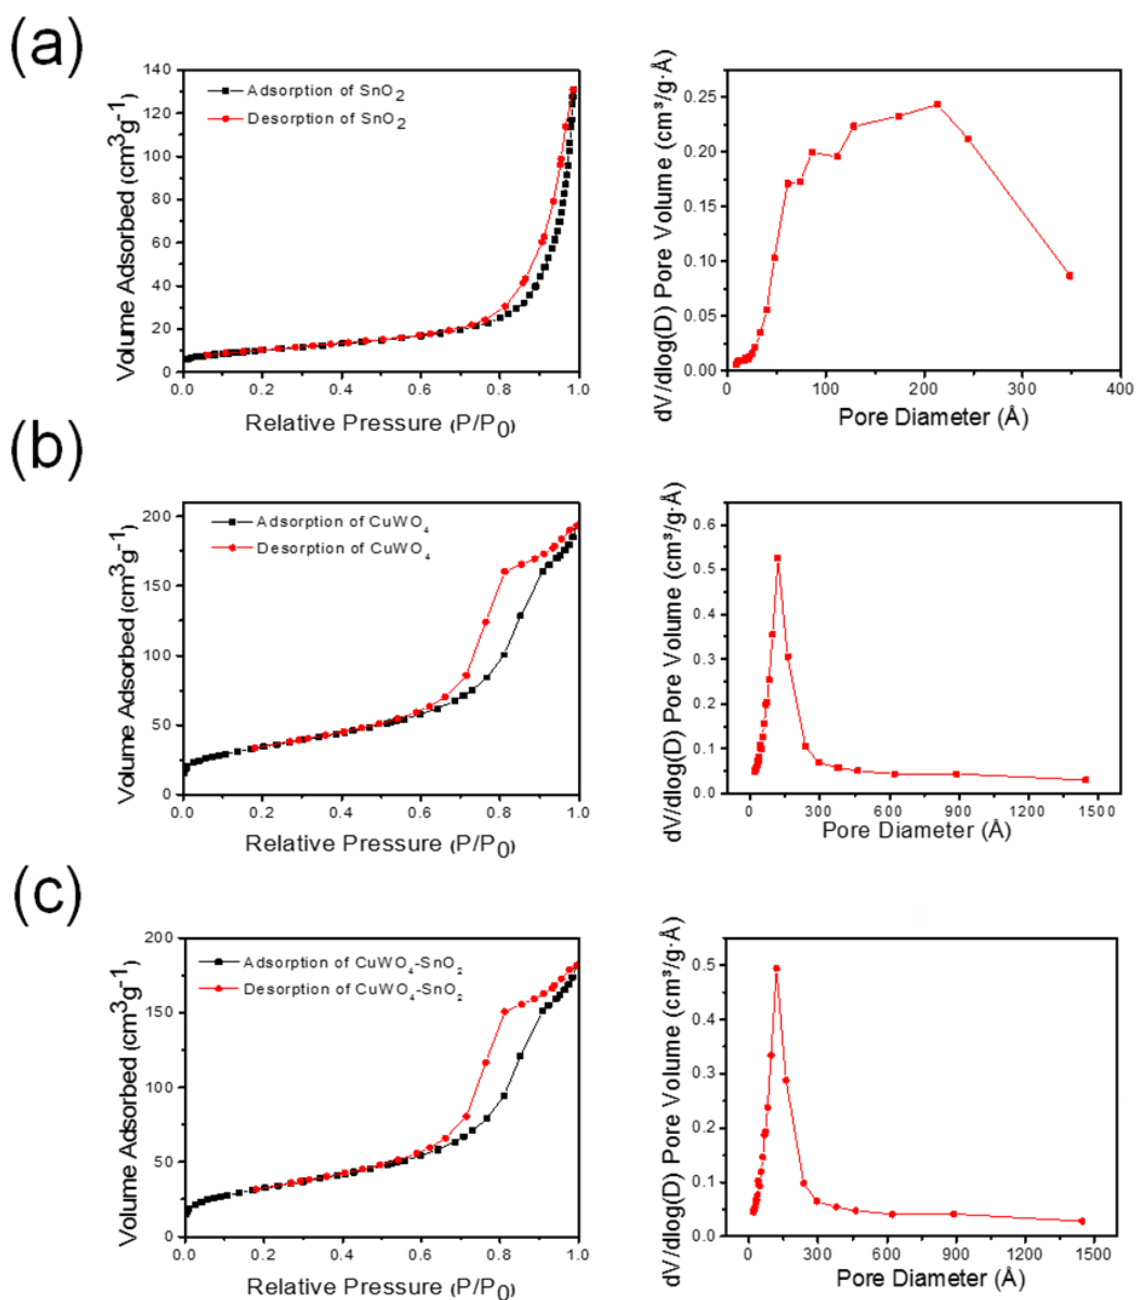 (a)
140
120
100
80
60
40
20
0
0.0 0.2 0.4 0.6 0.8 1.0
Volume Adsorbed (cm³g⁻¹)
Relative Pressure (P/P₀)
Adsorption of SnO₂
Desorption of SnO₂
0.25
0.20
0.15
0.10
0.05
0.00
0 100 200 300 400
dV/dlog(D) Pore Volume (cm³/g·Å)
Pore Diameter (Å)
(b)
200
150
100
50
0
0.0 0.2 0.4 0.6 0.8 1.0
Volume Adsorbed (cm³g⁻¹)
Relative Pressure (P/P₀)
Adsorption of CuWO₄
Desorption of CuWO₄
0.6
0.5
0.4
0.3
0.2
0.1
0.0
0 300 600 900 1200 1500
dV/dlog(D) Pore Volume (cm³/g·Å)
Pore Diameter (Å)
(c)
200
150
100
50
0
0.0 0.2 0.4 0.6 0.8 1.0
Volume Adsorbed (cm³g⁻¹)
Relative Pressure (P/P₀)
Adsorption of CuWO₄-SnO₂
Desorption of CuWO₄-SnO₂
0.5
0.4
0.3
0.2
0.1
0.0
0 300 600 900 1200 1500
dV/dlog(D) Pore Volume (cm³/g·Å)
Pore Diameter (Å)